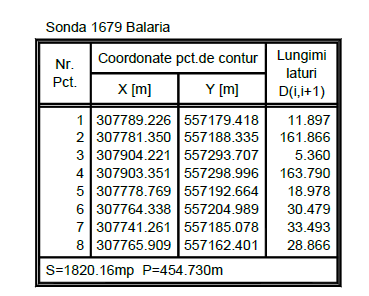 Sonda 1679 Balaria
Nr. Pct. Coordonate pct.de contur Lungimi laturi D(i,i+1)
X [m] Y [m]
1 307789.226 557179.418 11.897
2 307781.350 557188.335 161.866
3 307904.221 557293.707 5.360
4 307903.351 557298.996 163.790
5 307778.769 557192.664 18.978
6 307764.338 557204.989 30.479
7 307741.261 557185.078 33.493
8 307765.909 557162.401 28.866
S=1820.16mp P=454.730m